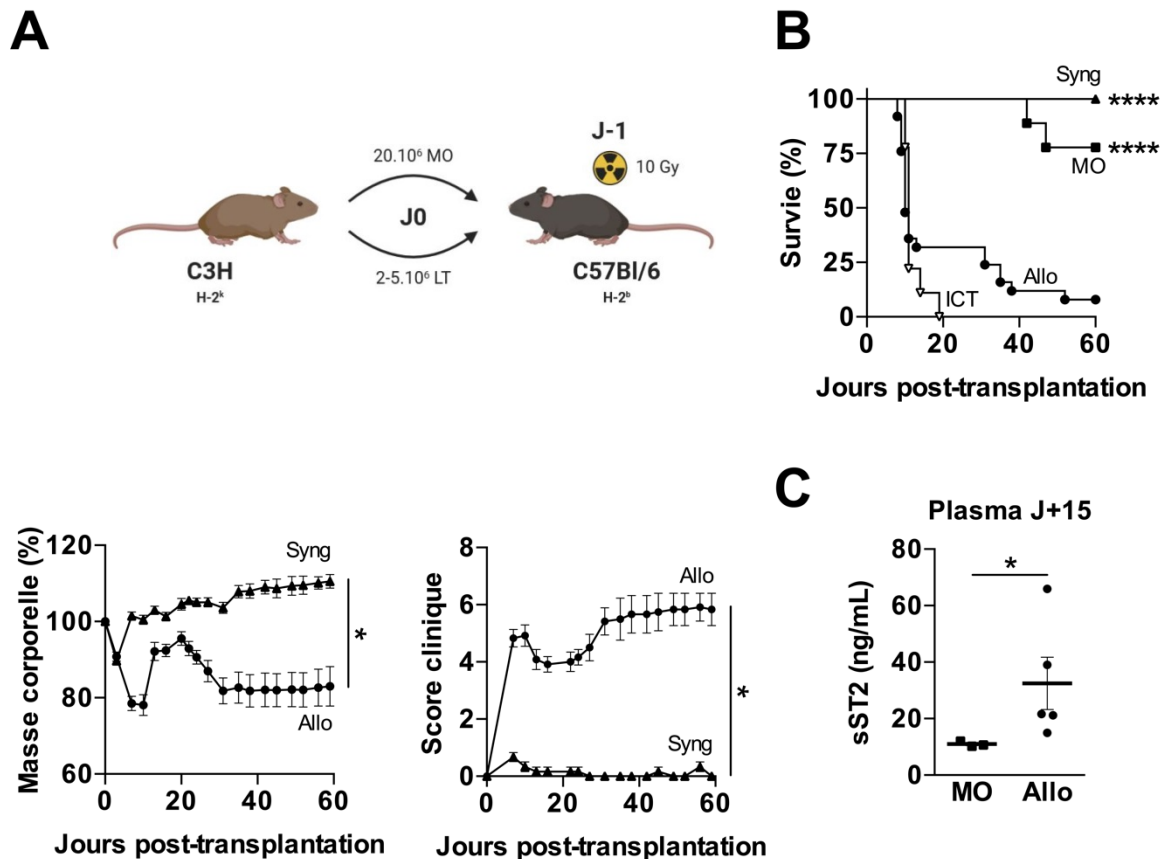 A
J-1
20.10⁶ MO
10 Gy
J0
2-5.10⁶ LT
C3H
H-2ᵏ
C57Bl/6
H-2ᵇ
B
Survie (%)
100
75
50
25
0
Syng
****
****
MO
Allo
ICT
0 20 40 60
Jours post-transplantation
Masse corporelle (%)
120
100
80
60
Syng
*
Allo
0 20 40 60
Jours post-transplantation
Score clinique
8
6
4
2
0
Allo
*
Syng
0 20 40 60
Jours post-transplantation
C
Plasma J+15
sST2 (ng/mL)
80
60
40
20
0
*
MO Allo